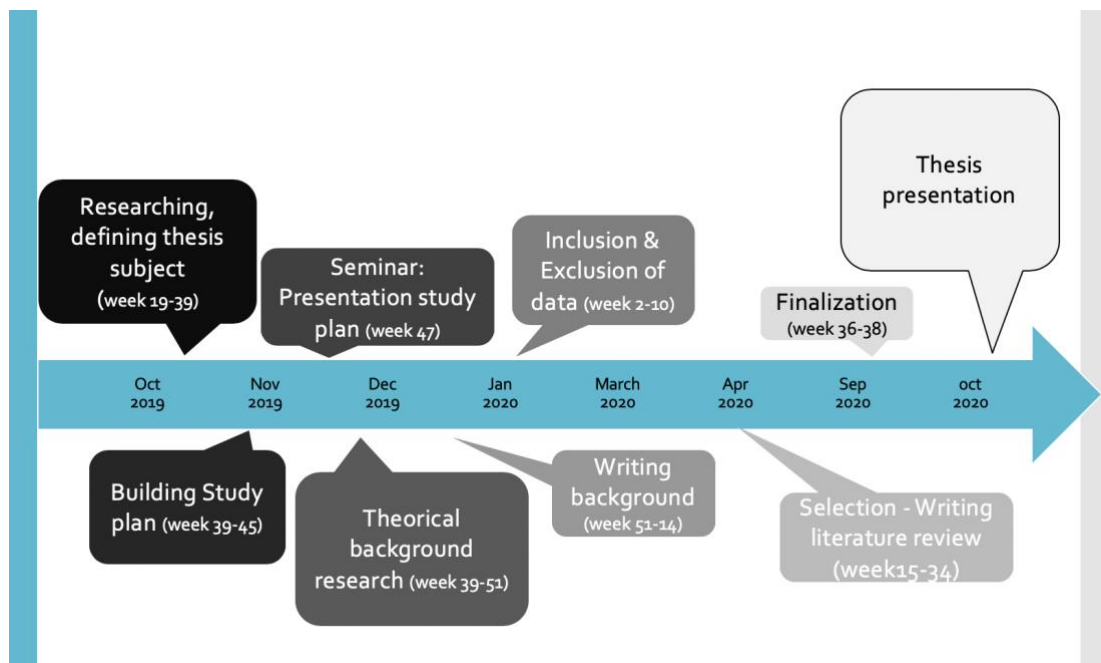 Thesis
presentation
Researching,
defining thesis
subject
(week 19-39)
Seminar:
Presentation study
plan (week 47)
Inclusion &
Exclusion of
data (week 2-10)
Finalization
(week 36-38)
Oct
2019
Nov
2019
Dec
2019
Jan
2020
March
2020
Apr
2020
Sep
2020
oct
2020
Building Study
plan (week 39-45)
Theorical
background
research (week 39-51)
Writing
background
(week 51-14)
Selection - Writing
literature review
(week15-34)